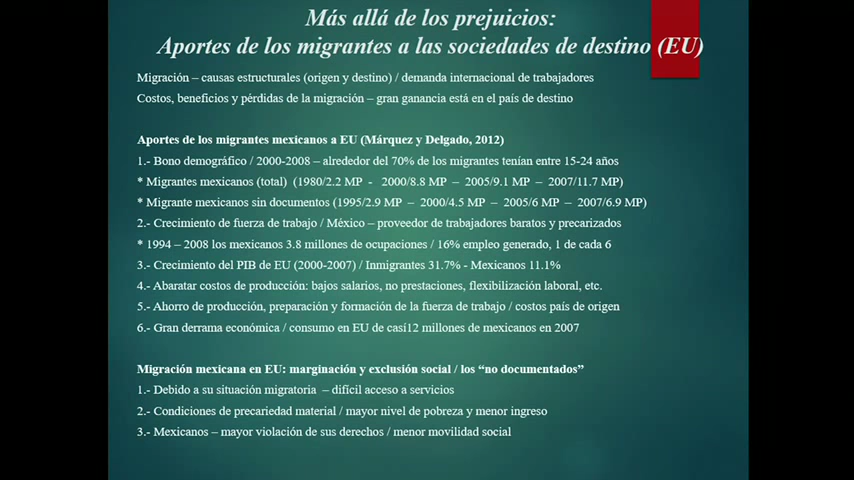 Más allá de los prejuicios:
Aportes de los migrantes a las sociedades de destino (EU)
Migración – causas estructurales (origen y destino) / demanda internacional de trabajadores
Costos, beneficios y pérdidas de la migración – gran ganancia está en el país de destino
Aportes de los migrantes mexicanos a EU (Márquez y Delgado, 2012)
1.- Bono demográfico / 2000-2008 – alrededor del 70% de los migrantes tenían entre 15-24 años
* Migrantes mexicanos (total) (1980/2.2 MP - 2000/8.8 MP – 2005/9.1 MP – 2007/11.7 MP)
* Migrante mexicanos sin documentos (1995/2.9 MP – 2000/4.5 MP – 2005/6 MP – 2007/6.9 MP)
2.- Crecimiento de fuerza de trabajo / México – proveedor de trabajadores baratos y precarizados
* 1994 – 2008 los mexicanos 3.8 millones de ocupaciones / 16% empleo generado, 1 de cada 6
3.- Crecimiento del PIB de EU (2000-2007) / Inmigrantes 31.7% - Mexicanos 11.1%
4.- Abaratar costos de producción: bajos salarios, no prestaciones, flexibilización laboral, etc.
5.- Ahorro de producción, preparación y formación de la fuerza de trabajo / costos país de origen
6.- Gran derrama económica / consumo en EU de casí12 millones de mexicanos en 2007
Migración mexicana en EU: marginación y exclusión social / los “no documentados”
1.- Debido a su situación migratoria – difícil acceso a servicios
2.- Condiciones de precariedad material / mayor nivel de pobreza y menor ingreso
3.- Mexicanos – mayor violación de sus derechos / menor movilidad social